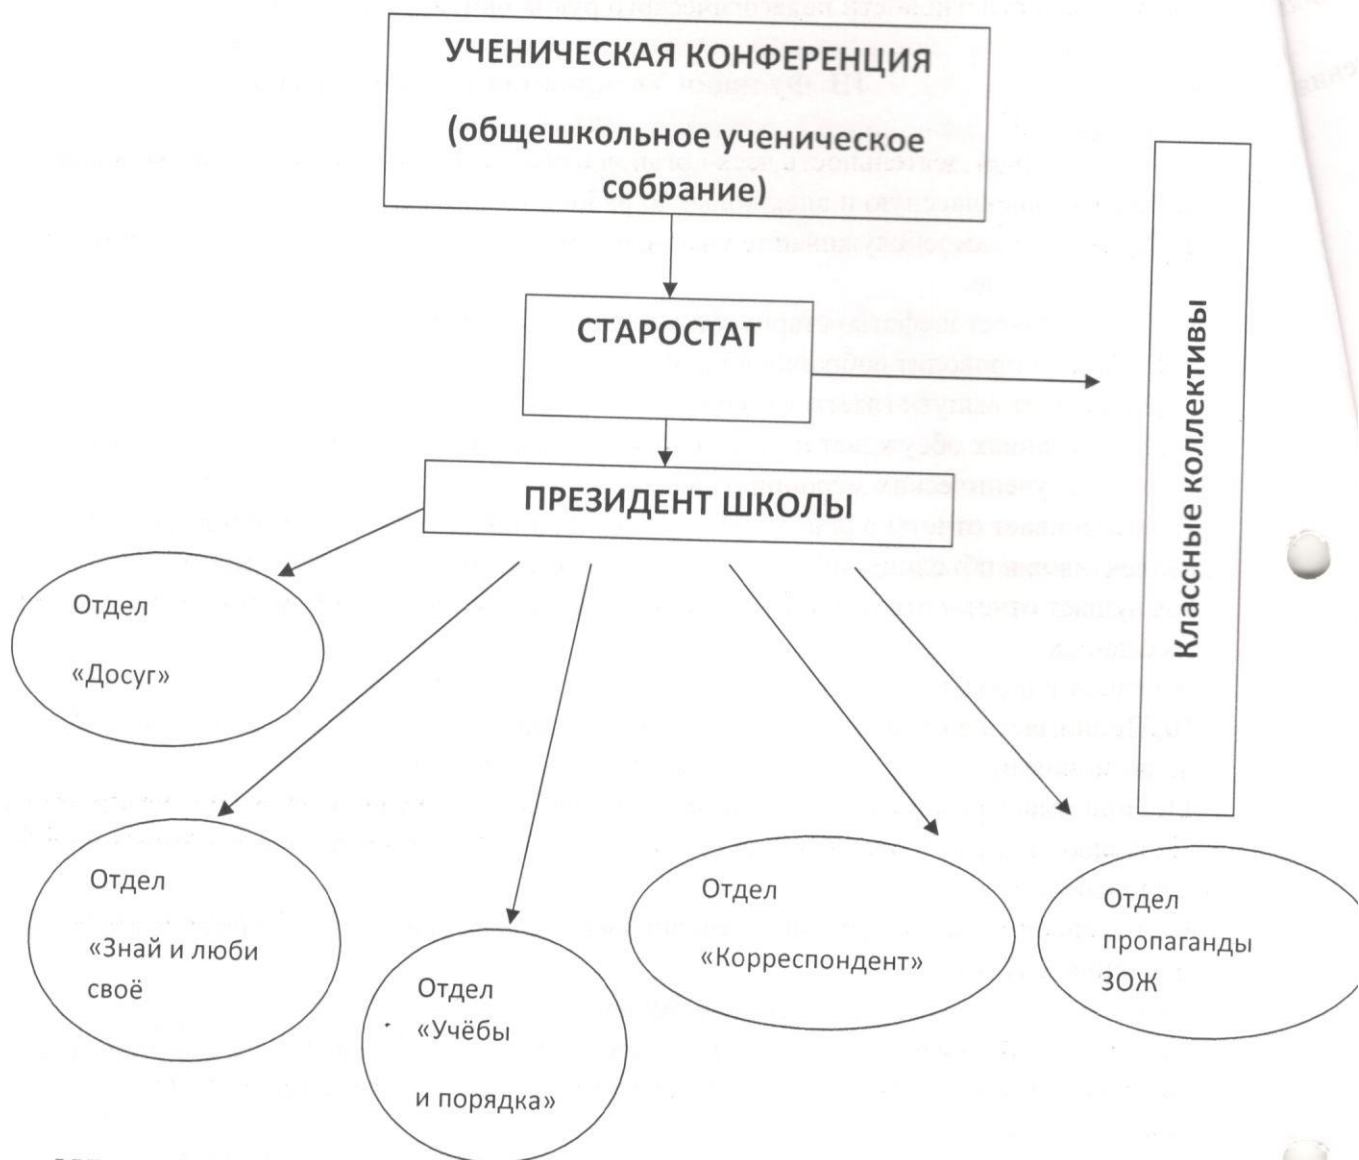 УЧЕНИЧЕСКАЯ КОНФЕРЕНЦИЯ
(общешкольное ученическое
собрание)
СТАРОСТАТ
Классные коллективы
ПРЕЗИДЕНТ ШКОЛЫ
Отдел
«Досуг»
Отдел
«Знай и люби
своё
Отдел
«Учёбы
и порядка»
Отдел
«Корреспондент»
Отдел
пропаганды
ЗОЖ